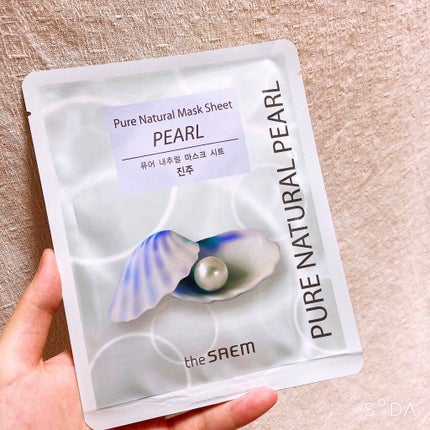 Pure Natural Mask Sheet
PEARL
퓨어 내추럴 마스크 시트
진주
PURE NATURAL PEARL
the SAEM
S°DA